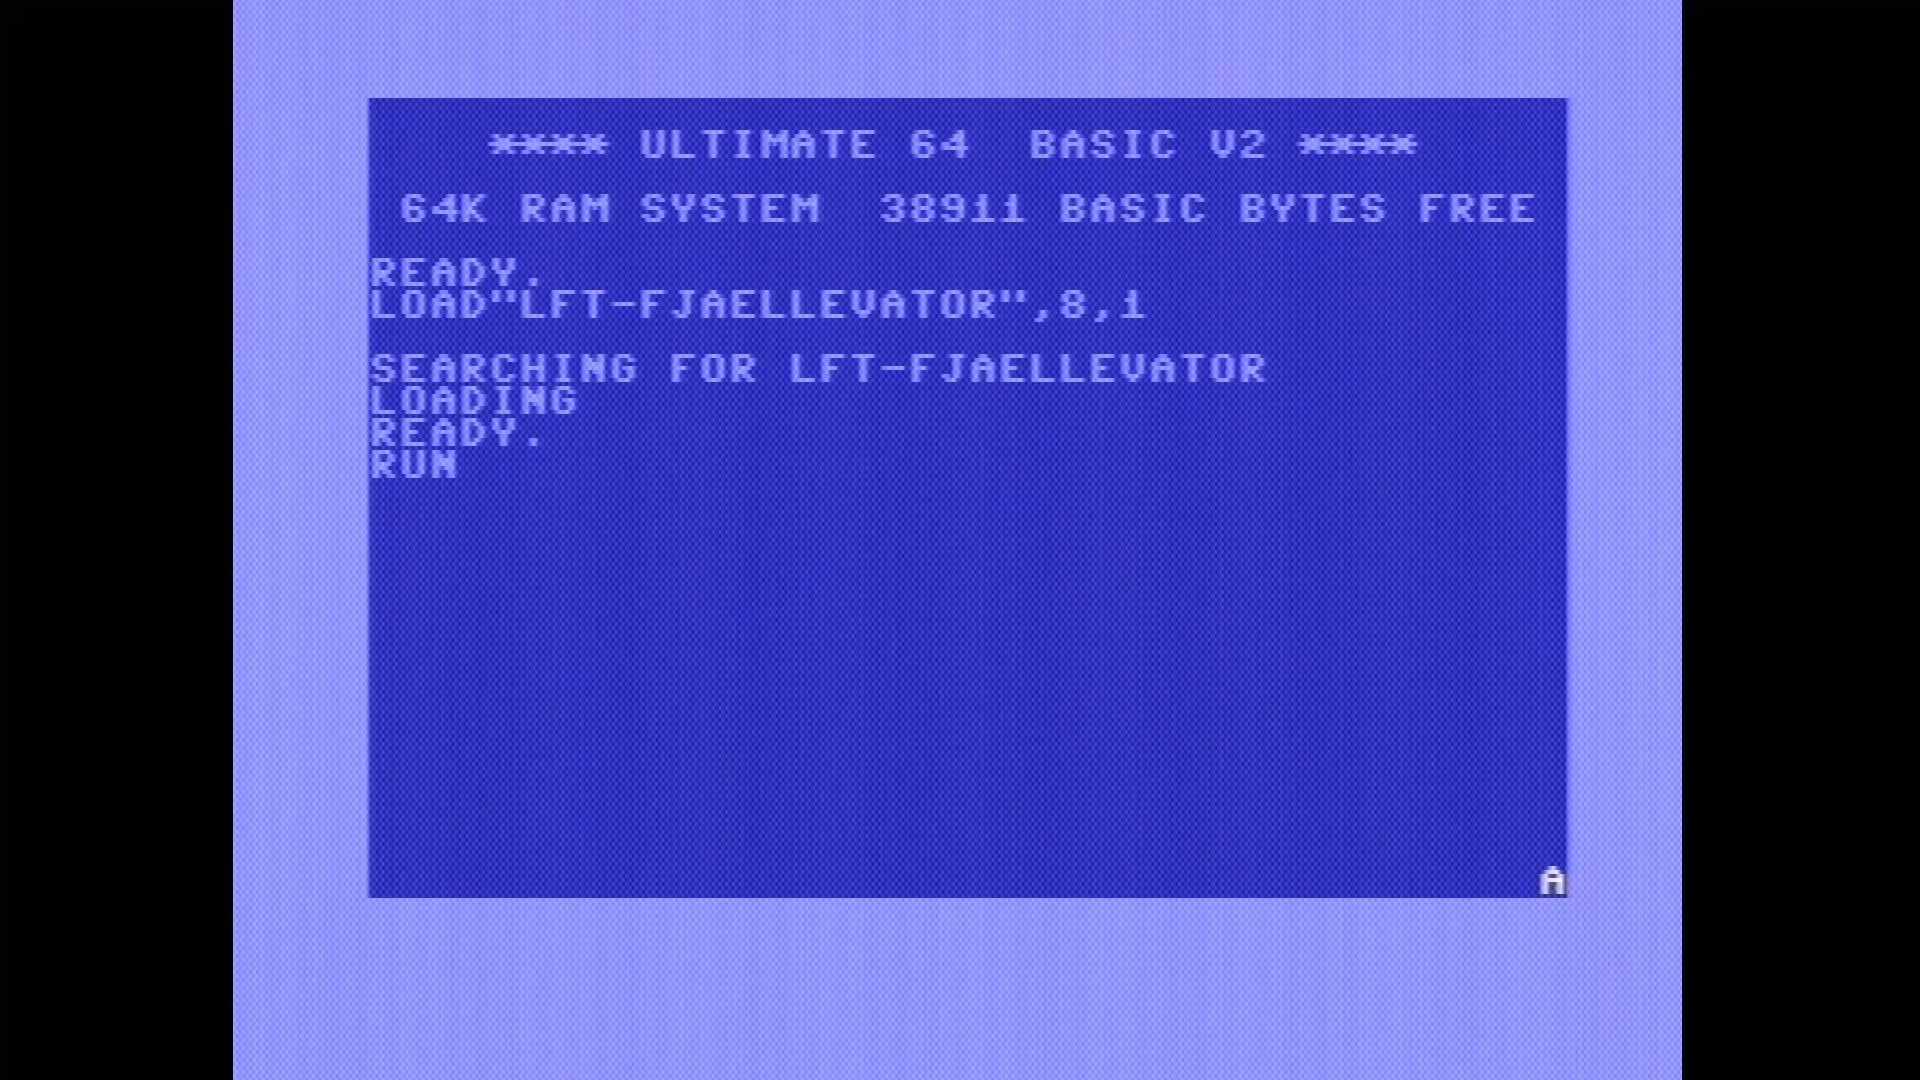 **** ULTIMATE 64  BASIC V2 ****
64K RAM SYSTEM  38911 BASIC BYTES FREE
READY.
LOAD"LFT-FJAELLEVATOR",8,1
SEARCHING FOR LFT-FJAELLEVATOR
LOADING
READY.
RUN
A